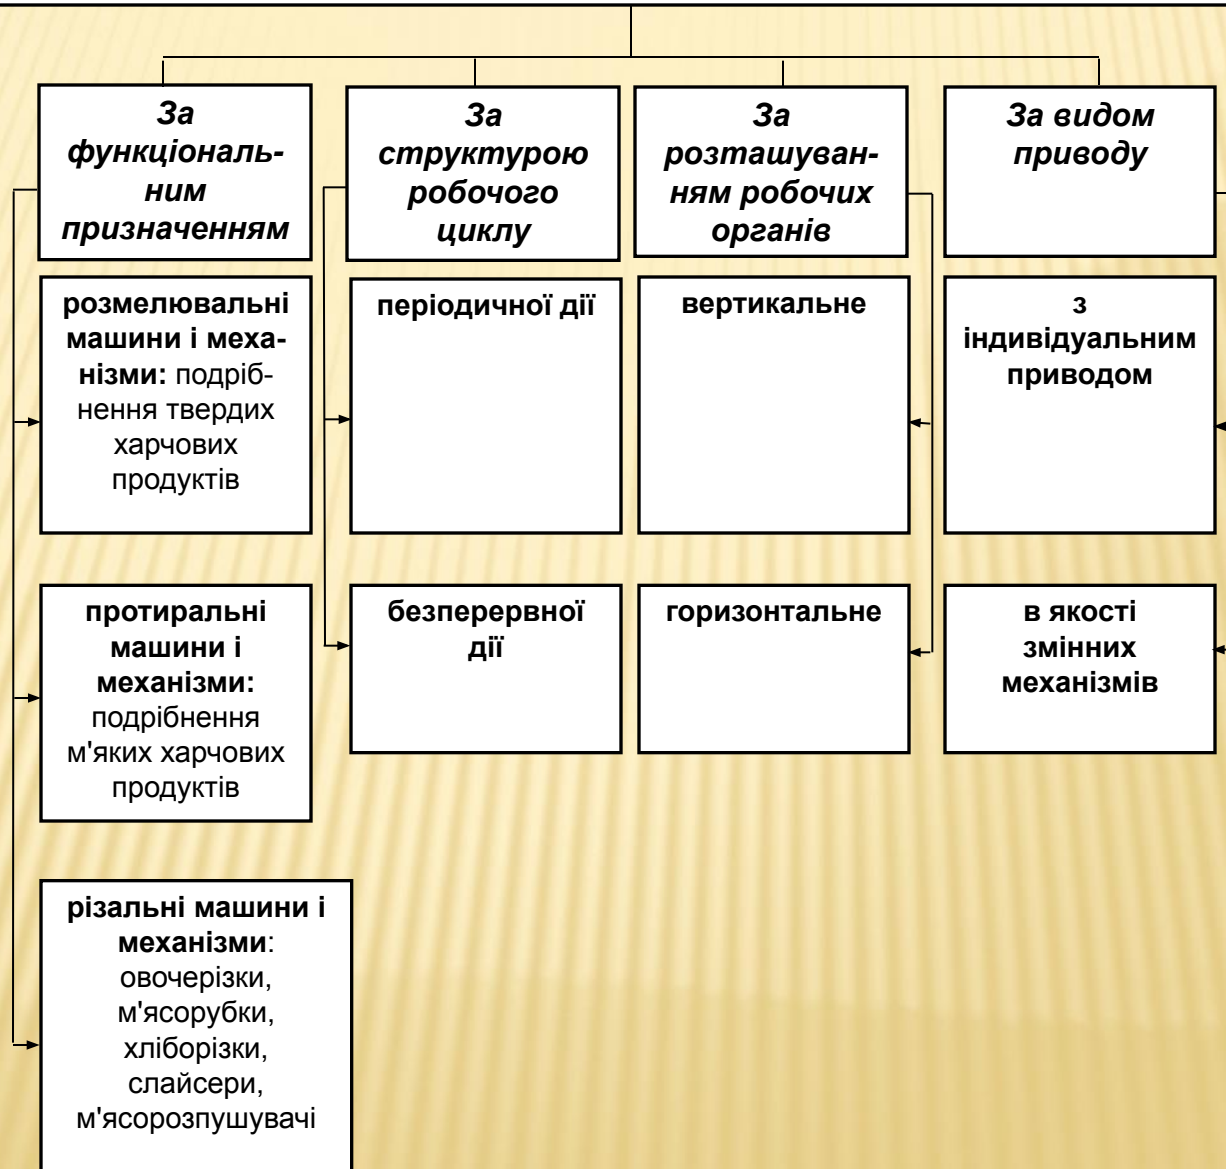 За
функціональ-
ним
призначенням
За
структурою
робочого
циклу
За
розташуван-
ням робочих
органів
За видом
приводу
розмелювальні
машини і меха-
нізми: подріб-
нення твердих
харчових
продуктів
періодичної дії
вертикальне
з
індивідуальним
приводом
протиральні
машини і
механізми:
подрібнення
м'яких харчових
продуктів
безперервної
дії
горизонтальне
в якості
змінних
механізмів
різальні машини і
механізми:
овочерізки,
м'ясорубки,
хліборізки,
слайсери,
м'ясорозпушувачі